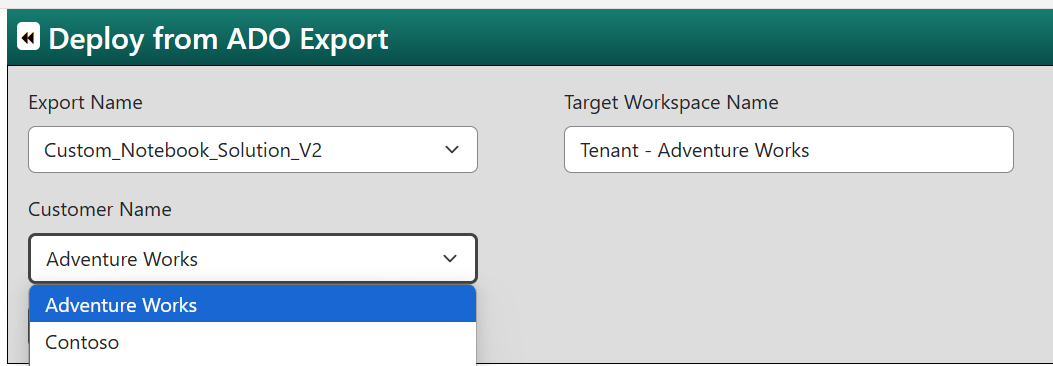 Deploy from ADO Export
Export Name
Target Workspace Name
Custom_Notebook_Solution_V2
Tenant - Adventure Works
Customer Name
Adventure Works
Adventure Works
Contoso